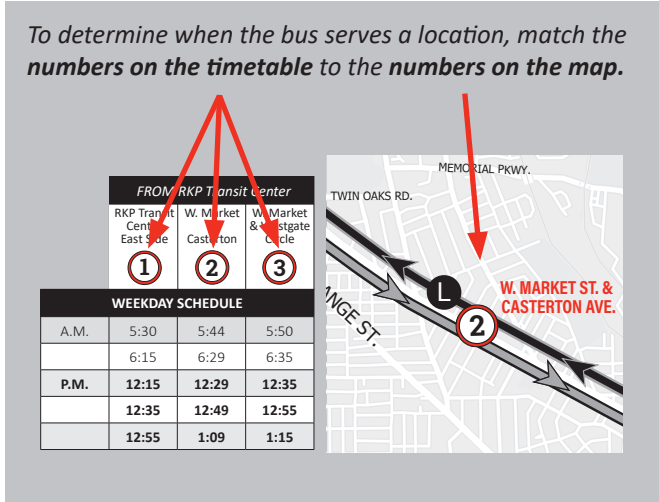 To determine when the bus serves a location, match the
numbers on the timetable to the numbers on the map.
FROM RKP Transit Center
RKP Transit Center East Side
W. Market Casterton
W. Market & Westgate Circle
1 2 3
WEEKDAY SCHEDULE
A.M. 5:30 5:44 5:50
6:15 6:29 6:35
P.M. 12:15 12:29 12:35
12:35 12:49 12:55
12:55 1:09 1:15
MEMORIAL PKWY.
TWIN OAKS RD.
L
W. MARKET ST. &
CASTERTON AVE.
2
ANGE ST.